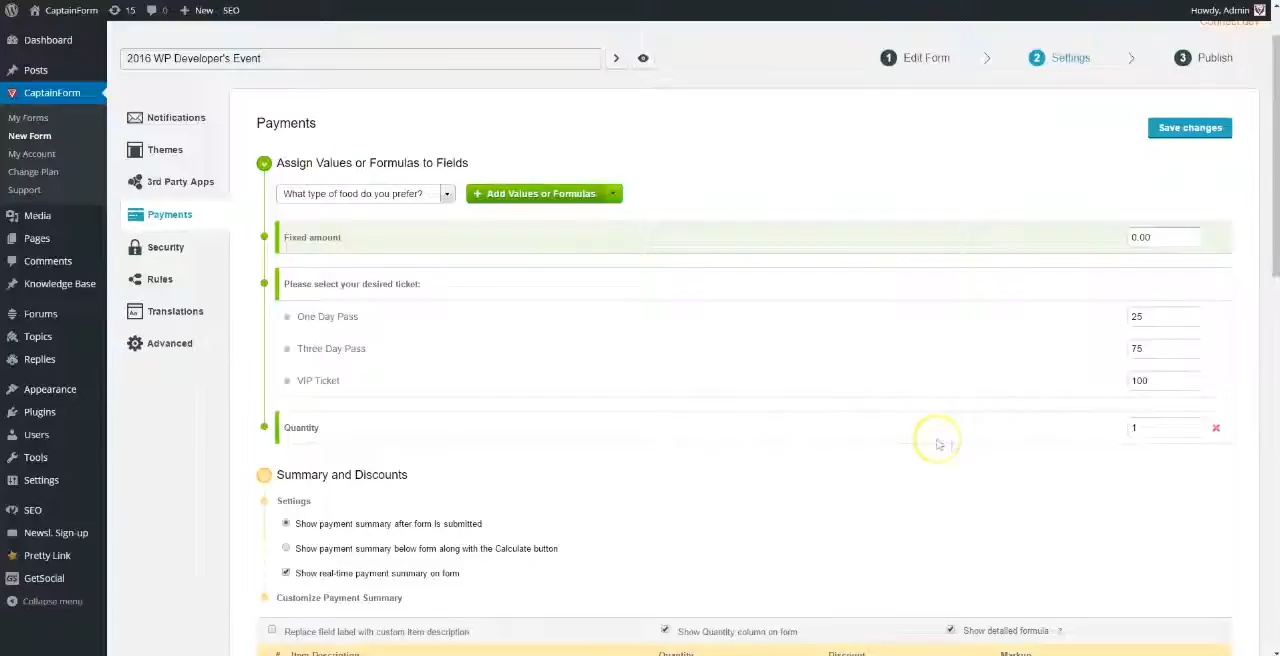 CaptainForm 15 0 New SEO Howdy, Admin
Dashboard
Posts
CaptainForm
My Forms
New Form
My Account
Change Plan
Support
Media
Pages
Comments
Knowledge Base
Forums
Topics
Replies
Appearance
Plugins
Users
Tools
Settings
SEO
Newsl. Sign-up
Pretty Link
GetSocial
Collapse menu
2016 WP Developer's Event
1 Edit Form
2 Settings
3 Publish
Notifications
Themes
3rd Party Apps
Payments
Security
Rules
Translations
Advanced
Payments
Save changes
Assign Values or Formulas to Fields
What type of food do you prefer?
+ Add Values or Formulas
Fixed amount 0.00
Please select your desired ticket:
One Day Pass 25
Three Day Pass 75
VIP Ticket 100
Quantity 1
Summary and Discounts
Settings
Show payment summary after form is submitted
Show payment summary below form along with the Calculate button
Show real-time payment summary on form
Customize Payment Summary
Replace field label with custom item description Show Quantity column on form Show detailed formula ?
# Item Description Quantity Discount Markup